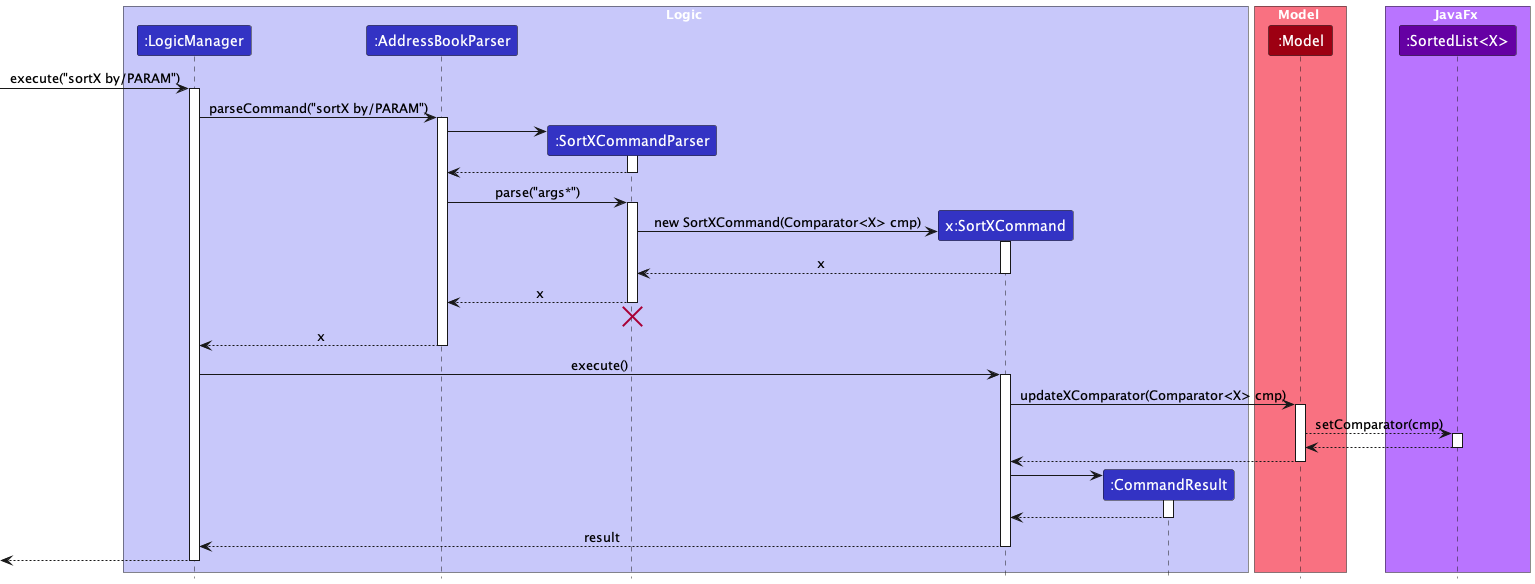 Logic
Model
JavaFx
:LogicManager
:AddressBookParser
:Model
:SortedList<X>
execute("sortX by/PARAM")
parseCommand("sortX by/PARAM")
:SortXCommandParser
parse("args*")
new SortXCommand(Comparator<X> cmp)
x:SortXCommand
x
x
x
execute()
updateXComparator(Comparator<X> cmp)
setComparator(cmp)
:CommandResult
result